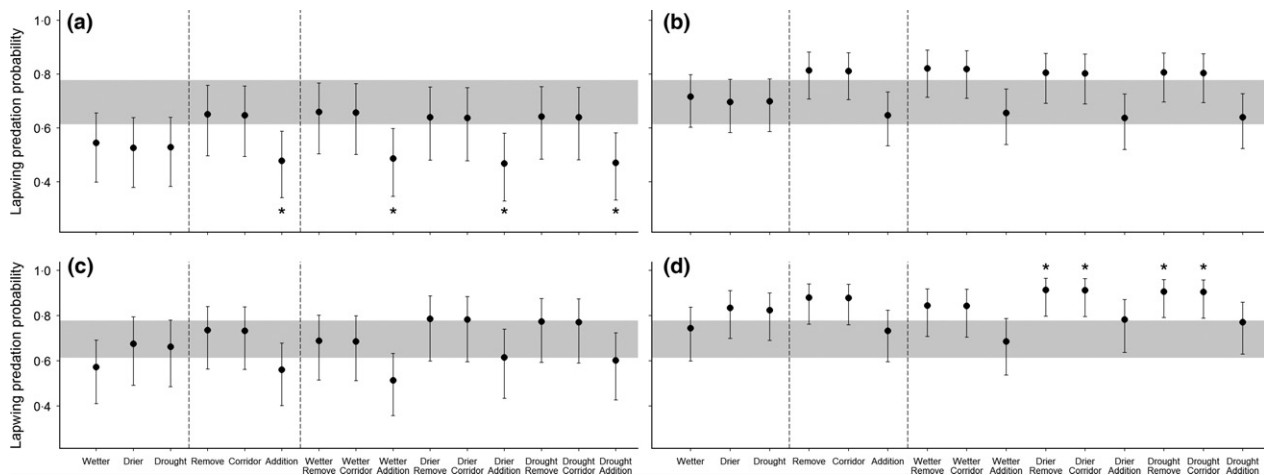 (a)
Lapwing predation probability
1·0
0·8
0·6
0·4
*
*
*
*
(b)
(c)
Lapwing predation probability
1·0
0·8
0·6
0·4
Wetter
Drier
Drought
Remove
Corridor
Addition
Wetter
Remove
Wetter
Corridor
Wetter
Addition
Drier
Remove
Drier
Corridor
Drier
Addition
Drought
Remove
Drought
Corridor
Drought
Addition
(d)
*
*
*
*
Wetter
Drier
Drought
Remove
Corridor
Addition
Wetter
Remove
Wetter
Corridor
Wetter
Addition
Drier
Remove
Drier
Corridor
Drier
Addition
Drought
Remove
Drought
Corridor
Drought
Addition